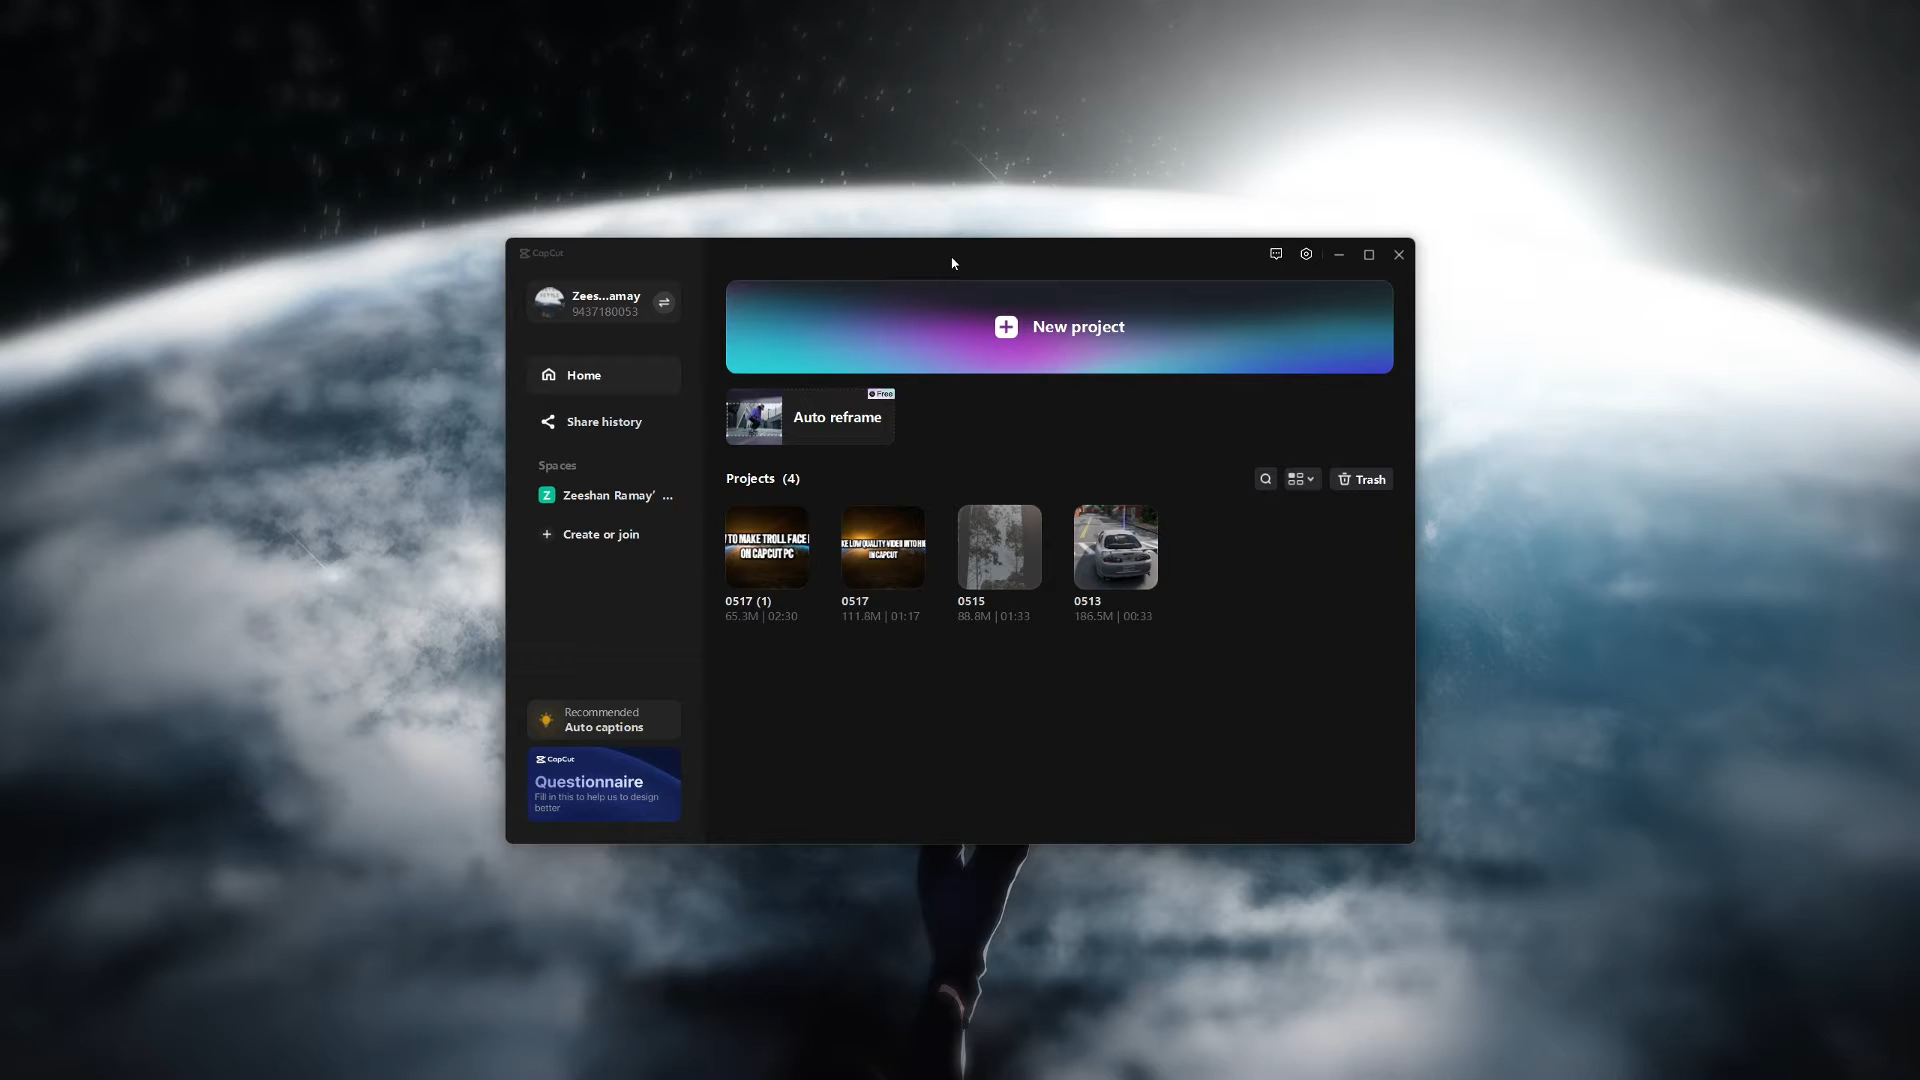 CapCut
Zees...amay
9437180053
New project
Home
Free
Auto reframe
Share history
Spaces
Projects (4)
Trash
Z Zeeshan Ramay' ...
Create or join
TO MAKE TROLL FACE
ON CAPCUT PC
KE LOW QUALITY VIDEO INTO HI
IN CAPCUT
0517 (1)
65.3M | 02:30
0517
111.8M | 01:17
0515
88.8M | 01:33
0513
186.5M | 00:33
Recommended
Auto captions
CapCut
Questionnaire
Fill in this to help us to design
better